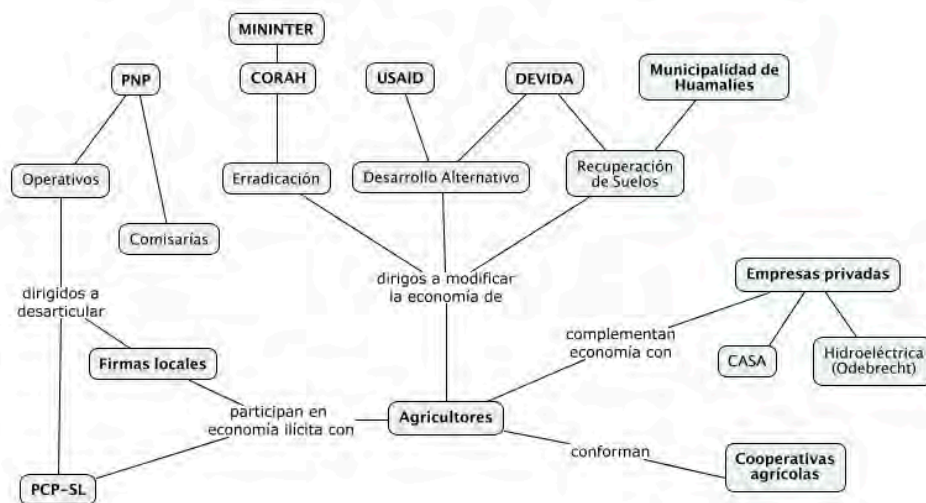 MININTER
PNP
CORAH
USAID
DEVIDA
Municipalidad de
Huamalíes
Operativos
Erradicación
Desarrollo Alternativo
Recuperación
de Suelos
Comisarías
dirigidos a
desarticular
dirigos a modificar
la economía de
Empresas privadas
complementan
economía con
CASA
Hidroeléctrica
(Odebrecht)
Firmas locales
participan en
economía ilícita con
Agricultores
conforman
Cooperativas
agrícolas
PCP-SL